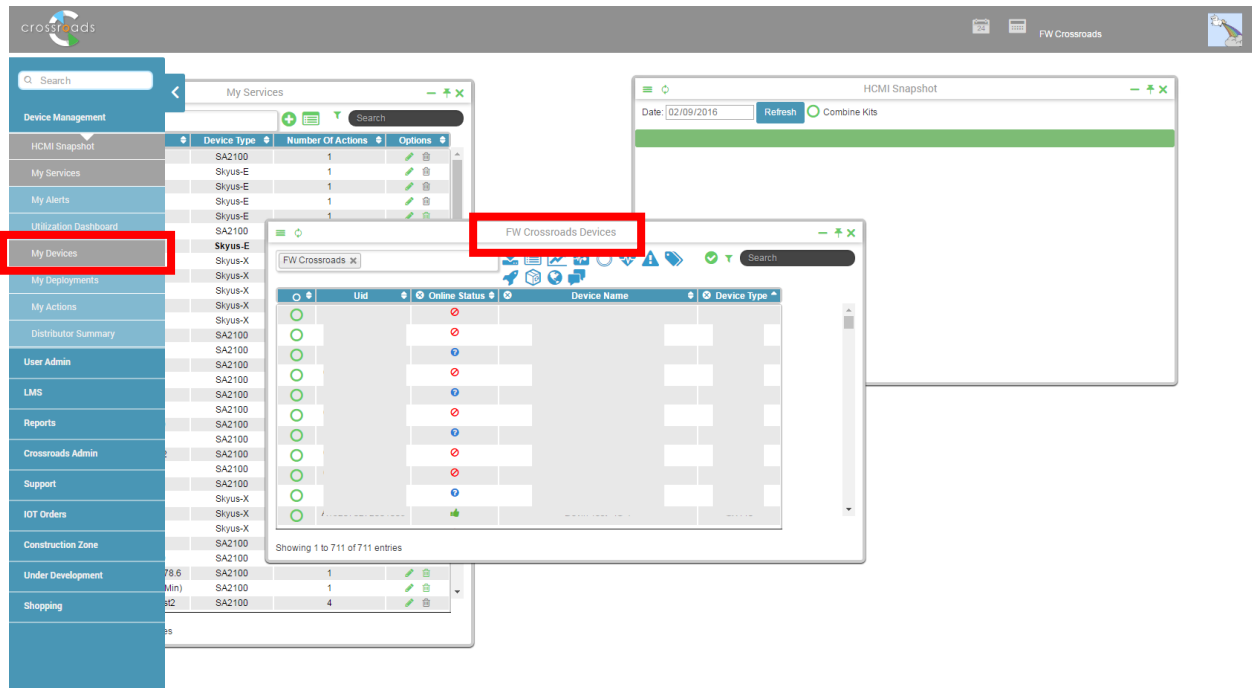 crossroads
24
FW Crossroads
Search
Device Management
HCMI Snapshot
My Services
My Alerts
Utilization Dashboard
My Devices
My Deployments
My Actions
Distributor Summary
User Admin
LMS
Reports
Crossroads Admin
Support
IOT Orders
Construction Zone
Under Development
Shopping
My Services
Search
Device Type Number Of Actions Options
SA2100 1
Skyus-E 1
Skyus-E 1
Skyus-E 1
Skyus-E 1
SA2100
Skyus-E
Skyus-X
Skyus-X
Skyus-X
Skyus-X
Skyus-X
SA2100
SA2100
SA2100
SA2100
SA2100
SA2100
SA2100
SA2100
SA2100
SA2100
SA2100
Skyus-X
Skyus-X
Skyus-X
SA2100
SA2100
78.6 SA2100 1
Min) SA2100 1
st2 SA2100 4
es
FW Crossroads Devices
FW Crossroads
Search
Uid Online Status Device Name Device Type
Showing 1 to 711 of 711 entries
HCMI Snapshot
Date: 02/09/2016 Refresh Combine Kits